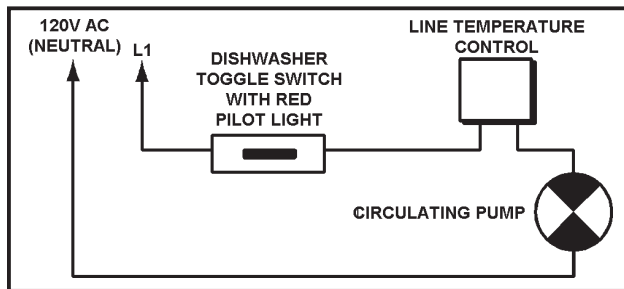 120V AC
(NEUTRAL)
L1
DISHWASHER
TOGGLE SWITCH
WITH RED
PILOT LIGHT
LINE TEMPERATURE
CONTROL
CIRCULATING PUMP